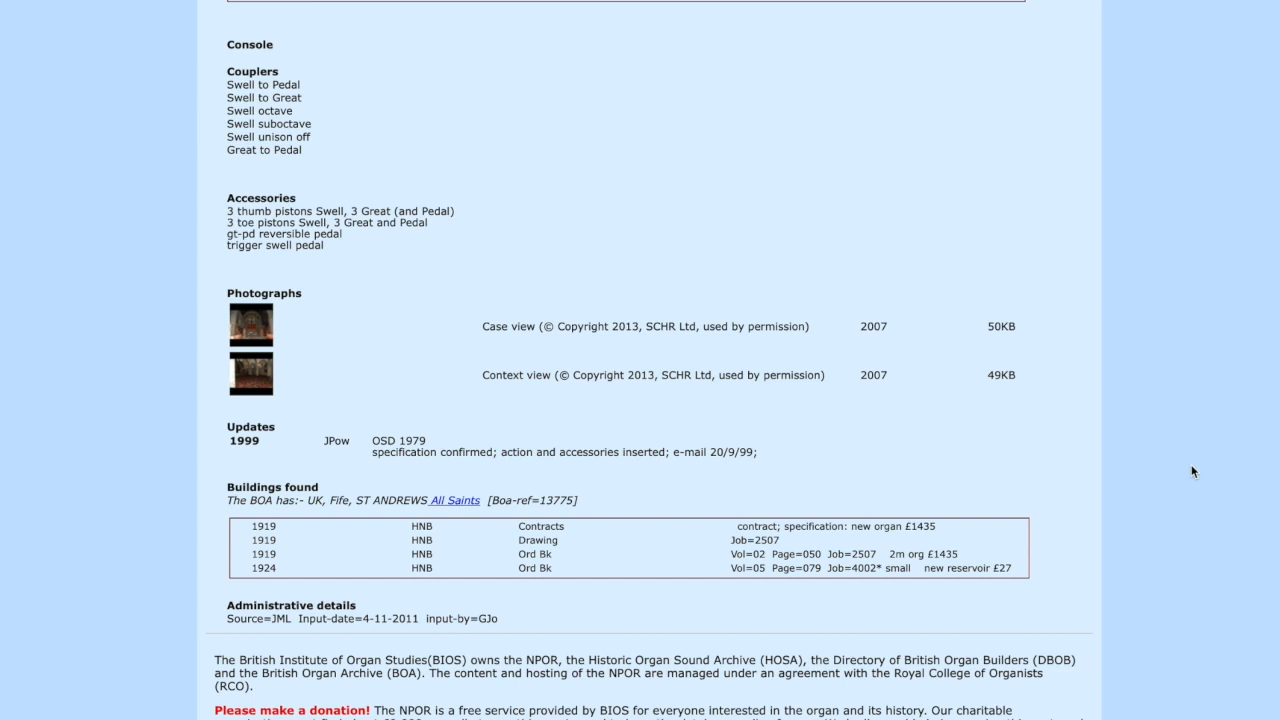 Console
Couplers
Swell to Pedal
Swell to Great
Swell octave
Swell suboctave
Swell unison off
Great to Pedal
Accessories
3 thumb pistons Swell, 3 Great (and Pedal)
3 toe pistons Swell, 3 Great and Pedal
gt-pd reversible pedal
trigger swell pedal
Photographs
Case view (© Copyright 2013, SCHR Ltd, used by permission) 2007 50KB
Context view (© Copyright 2013, SCHR Ltd, used by permission) 2007 49KB
Updates
1999 JPow OSD 1979
specification confirmed; action and accessories inserted; e-mail 20/9/99;
Buildings found
The BOA has:- UK, Fife, ST ANDREWS All Saints [Boa-ref=13775]
1919 HNB Contracts contract; specification: new organ £1435
1919 HNB Drawing Job=2507
1919 HNB Ord Bk Vol=02 Page=050 Job=2507 2m org £1435
1924 HNB Ord Bk Vol=05 Page=079 Job=4002* small new reservoir £27
Administrative details
Source=JML Input-date=4-11-2011 input-by=GJo
The British Institute of Organ Studies(BIOS) owns the NPOR, the Historic Organ Sound Archive (HOSA), the Directory of British Organ Builders (DBOB)
and the British Organ Archive (BOA). The content and hosting of the NPOR are managed under an agreement with the Royal College of Organists
(RCO).
Please make a donation! The NPOR is a free service provided by BIOS for everyone interested in the organ and its history. Our charitable